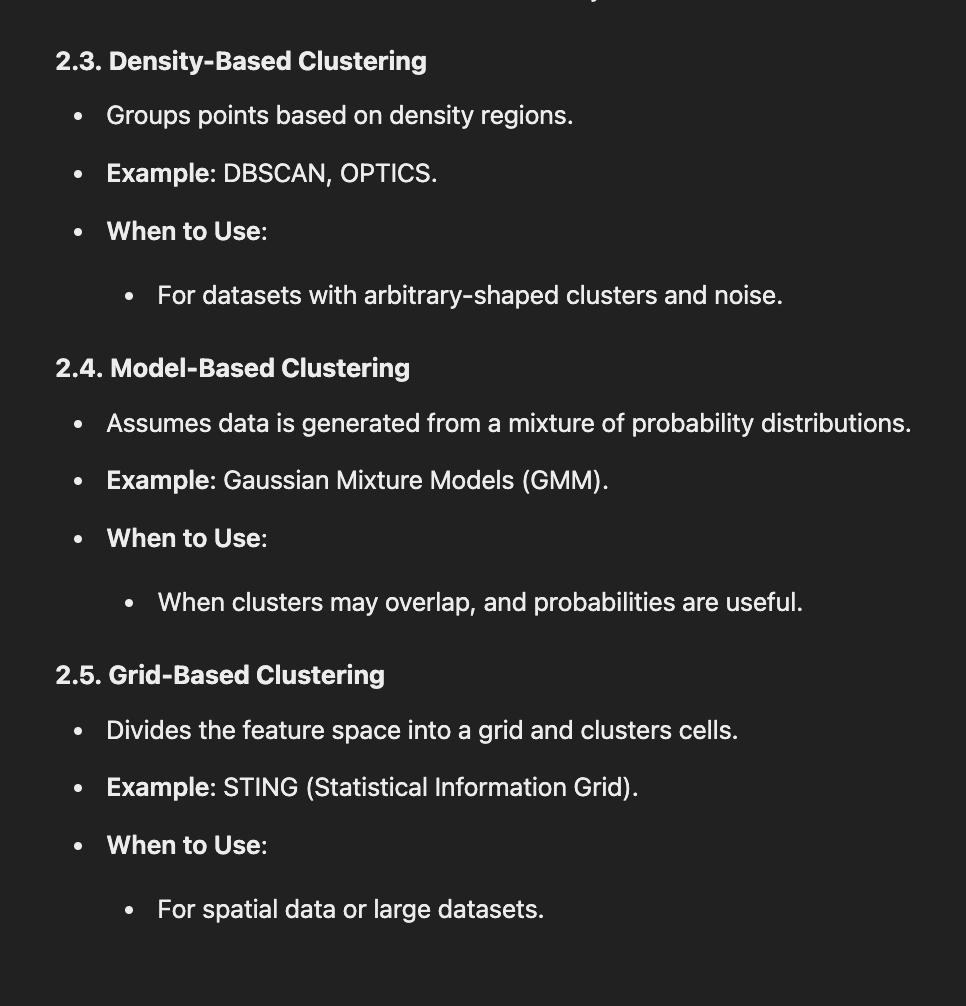 2.3. Density-Based Clustering
• Groups points based on density regions.
• Example: DBSCAN, OPTICS.
• When to Use:
• For datasets with arbitrary-shaped clusters and noise.
2.4. Model-Based Clustering
• Assumes data is generated from a mixture of probability distributions.
• Example: Gaussian Mixture Models (GMM).
• When to Use:
• When clusters may overlap, and probabilities are useful.
2.5. Grid-Based Clustering
• Divides the feature space into a grid and clusters cells.
• Example: STING (Statistical Information Grid).
• When to Use:
• For spatial data or large datasets.